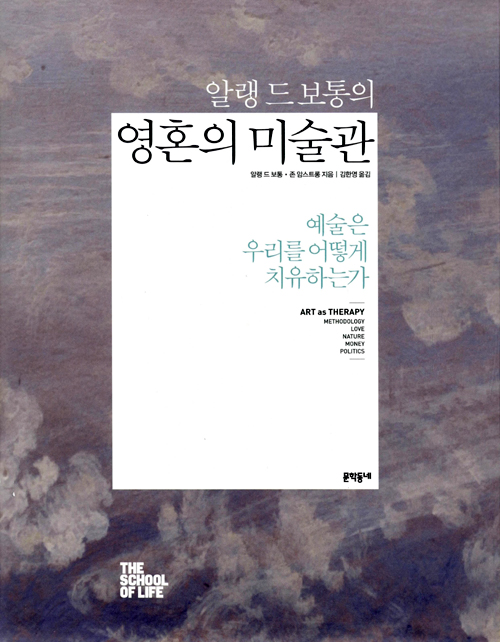 알랭 드 보통의
영혼의 미술관
알랭 드 보통 • 존 암스트롱 지음 | 김한영 옮김
예술은
우리를 어떻게
치유하는가
ART as THERAPY
METHODOLOGY
LOVE
NATURE
MONEY
POLITICS
문학동네
THE
SCHOOL
OF LIFE